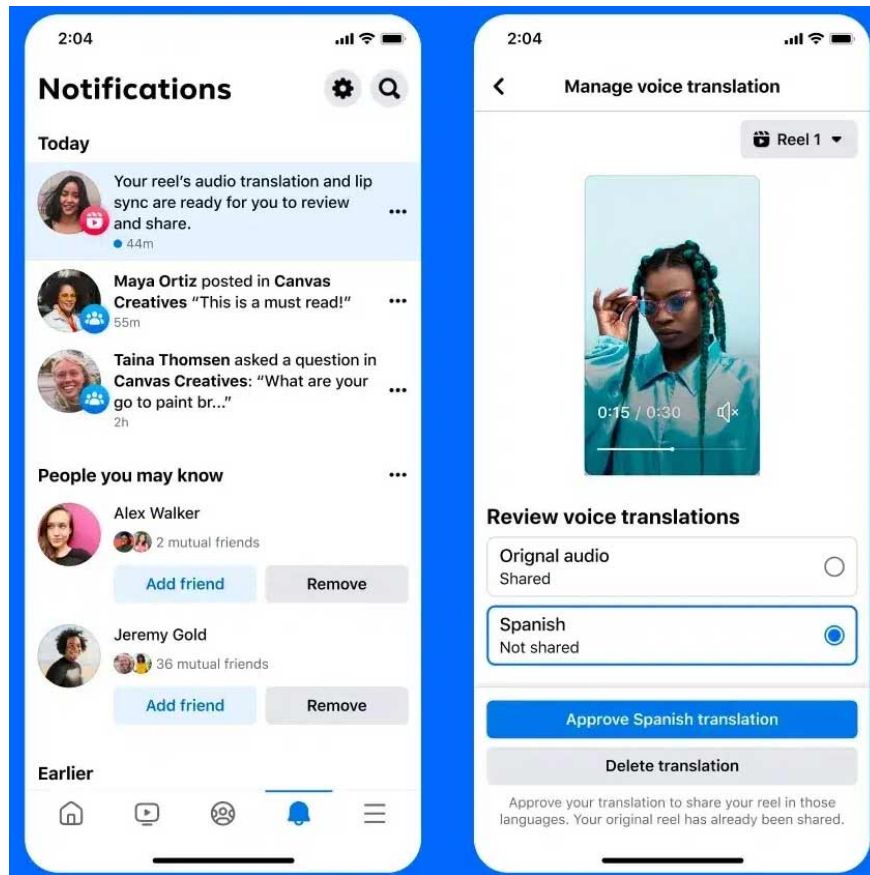 2:04
Notifications
Today
Your reel's audio translation and lip
sync are ready for you to review
and share.
44m
Maya Ortiz posted in Canvas
Creatives “This is a must read!“
55m
Taina Thomsen asked a question in
Canvas Creatives: “What are your
go to paint br...”
2h
People you may know
Alex Walker
2 mutual friends
Add friend
Remove
Jeremy Gold
36 mutual friends
Add friend
Remove
Earlier
2:04
Manage voice translation
Reel 1
0:15 / 0:30
Review voice translations
Orignal audio
Shared
Spanish
Not shared
Approve Spanish translation
Delete translation
Approve your translation to share your reel in those
languages. Your original reel has already been shared.